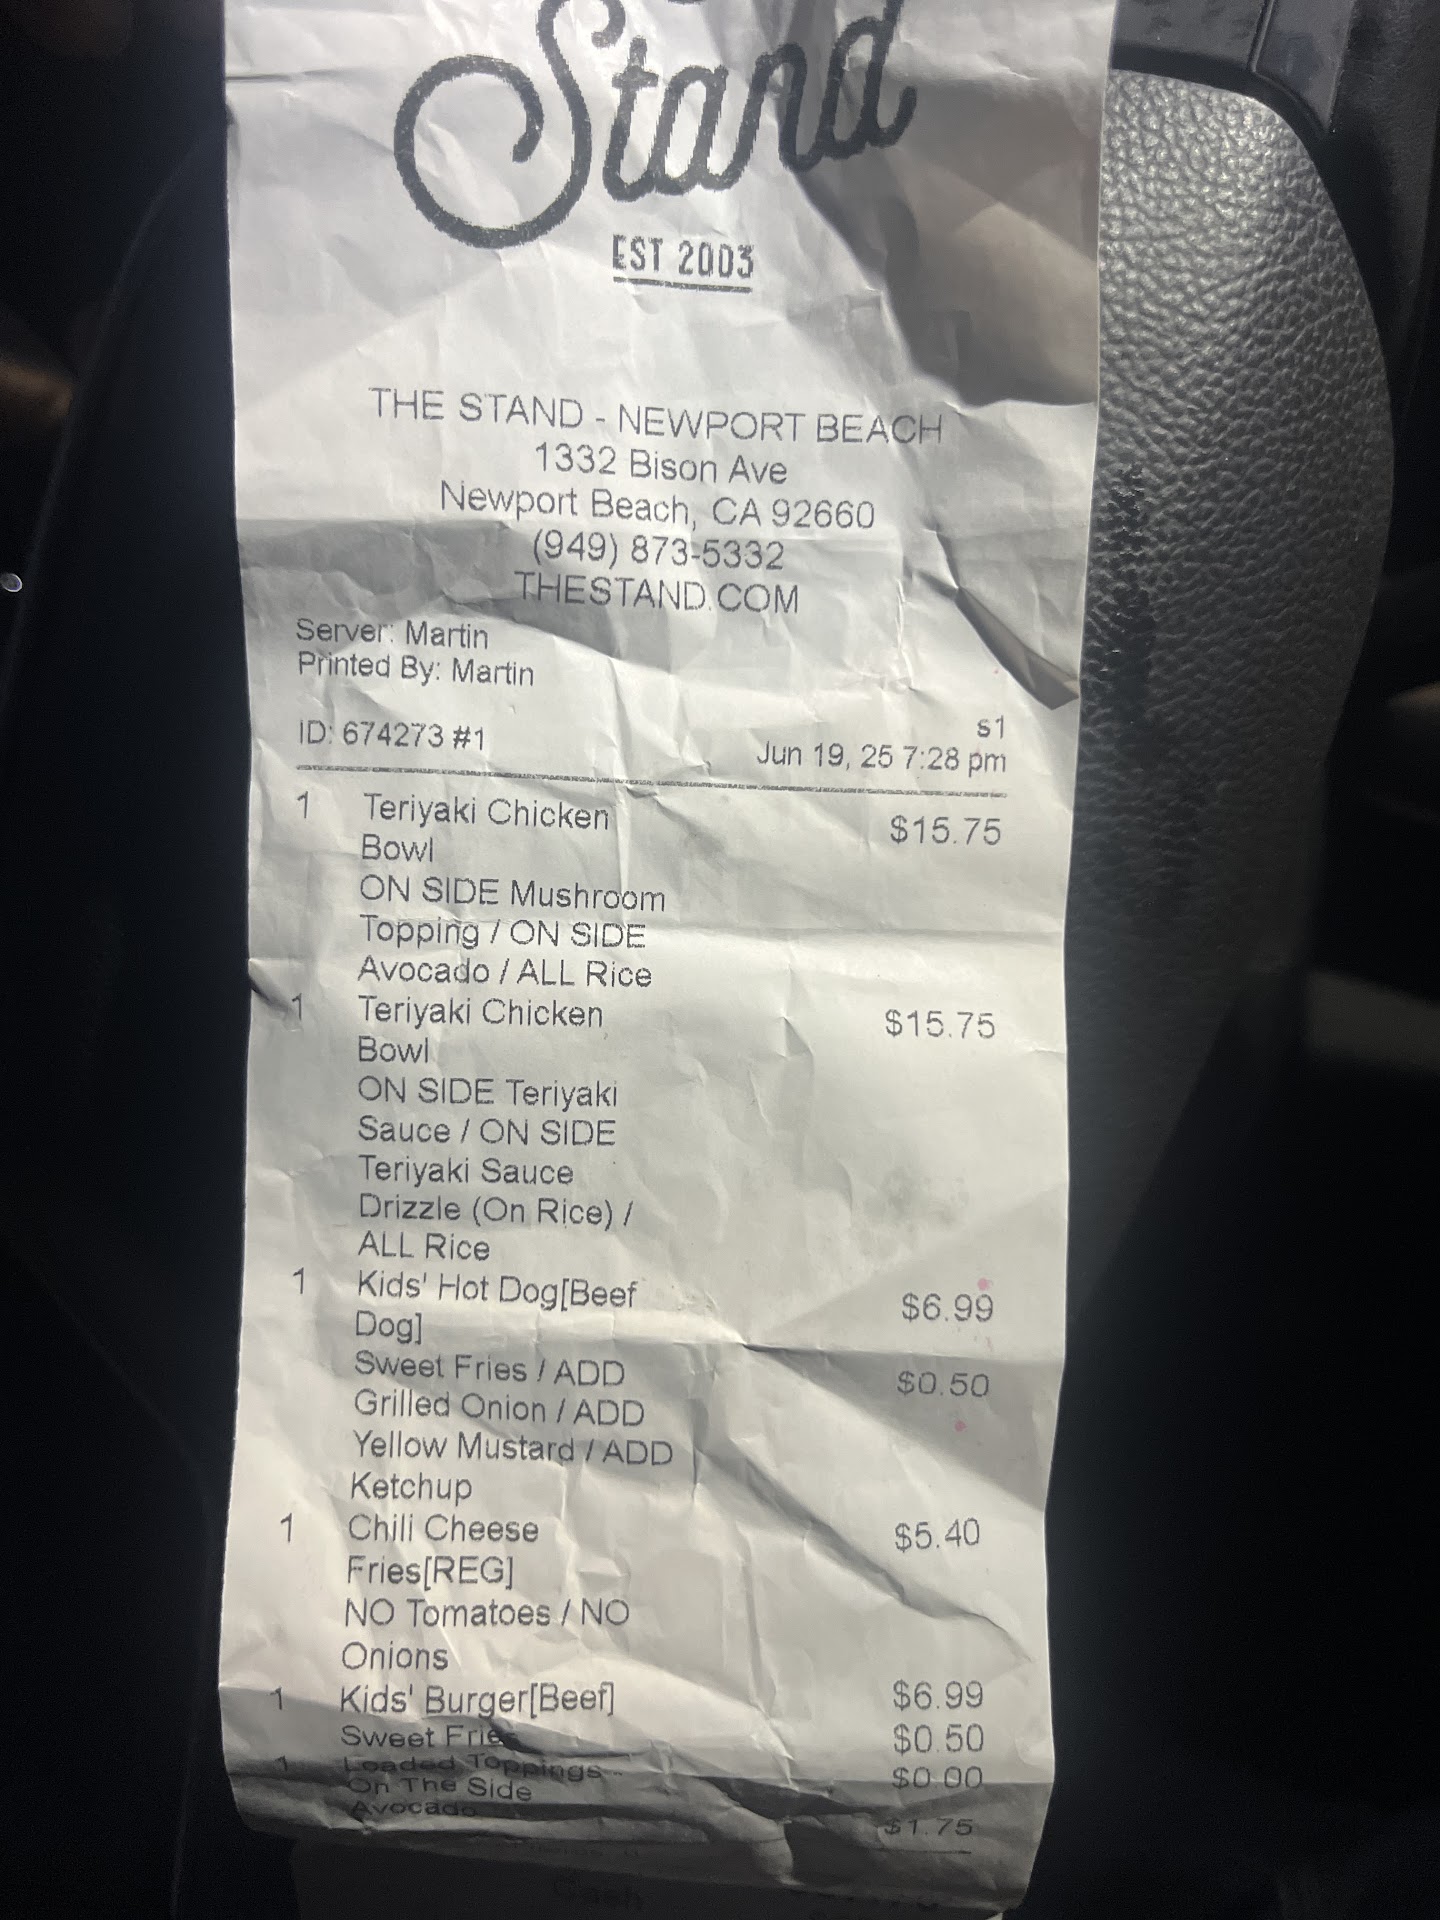 Stand
EST 2003
THE STAND - NEWPORT BEACH
1332 Bison Ave
Newport Beach, CA 92660
(949) 873-5332
THESTAND.COM
Server: Martin
Printed By: Martin
s1
ID: 674273 #1 Jun 19, 25 7:28 pm
1 Teriyaki Chicken $15.75
Bowl
ON SIDE Mushroom
Topping / ON SIDE
Avocado / ALL Rice
1 Teriyaki Chicken $15.75
Bowl
ON SIDE Teriyaki
Sauce / ON SIDE
Teriyaki Sauce
Drizzle (On Rice) /
ALL Rice
1 Kids' Hot Dog[Beef $6.99
Dog]
Sweet Fries / ADD $0.50
Grilled Onion / ADD
Yellow Mustard / ADD
Ketchup
1 Chili Cheese $5.40
Fries[REG]
NO Tomatoes / NO
Onions
1 Kids' Burger[Beef] $6.99
Sweet Fries $0.50
1 Loaded Toppings $0.00
On The Side
Avocado $1.75
Cash